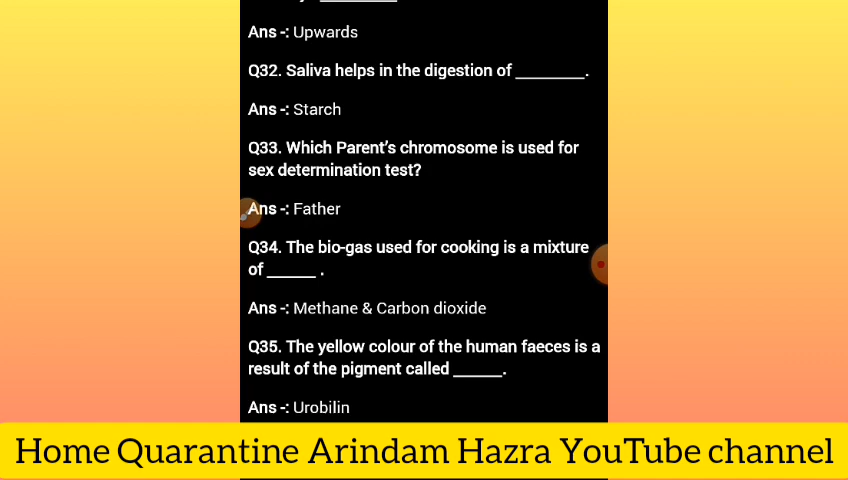 Ans -: Upwards
Q32. Saliva helps in the digestion of _________.
Ans -: Starch
Q33. Which Parent's chromosome is used for
sex determination test?
Ans -: Father
Q34. The bio-gas used for cooking is a mixture
of ______ .
Ans -: Methane & Carbon dioxide
Q35. The yellow colour of the human faeces is a
result of the pigment called ______.
Ans -: Urobilin
Home Quarantine Arindam Hazra YouTube channel